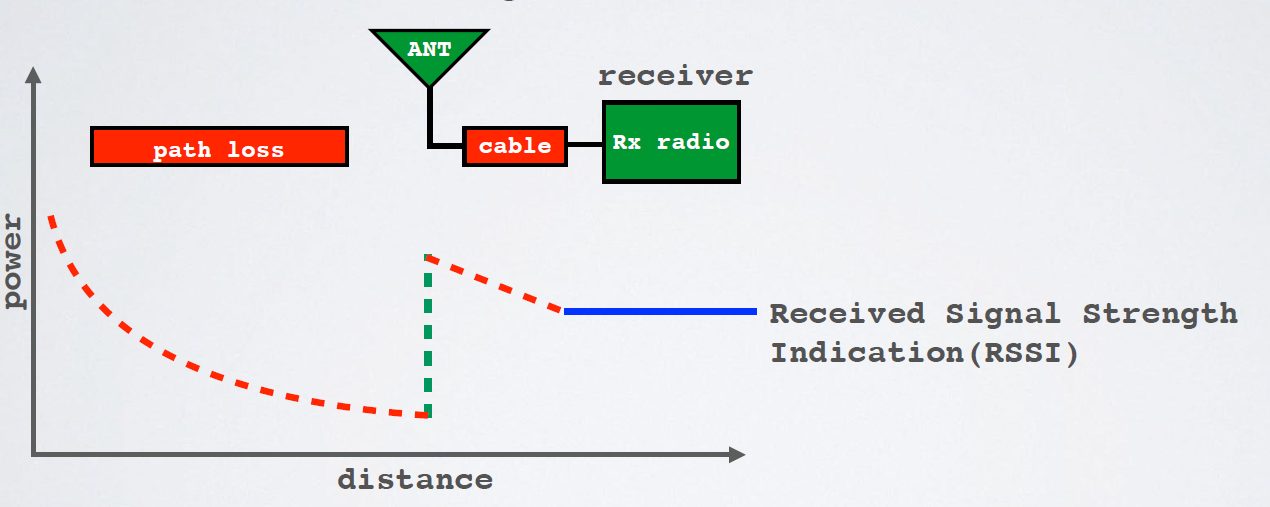 ANT
receiver
path loss
cable
Rx radio
power
Received Signal Strength
Indication(RSSI)
distance